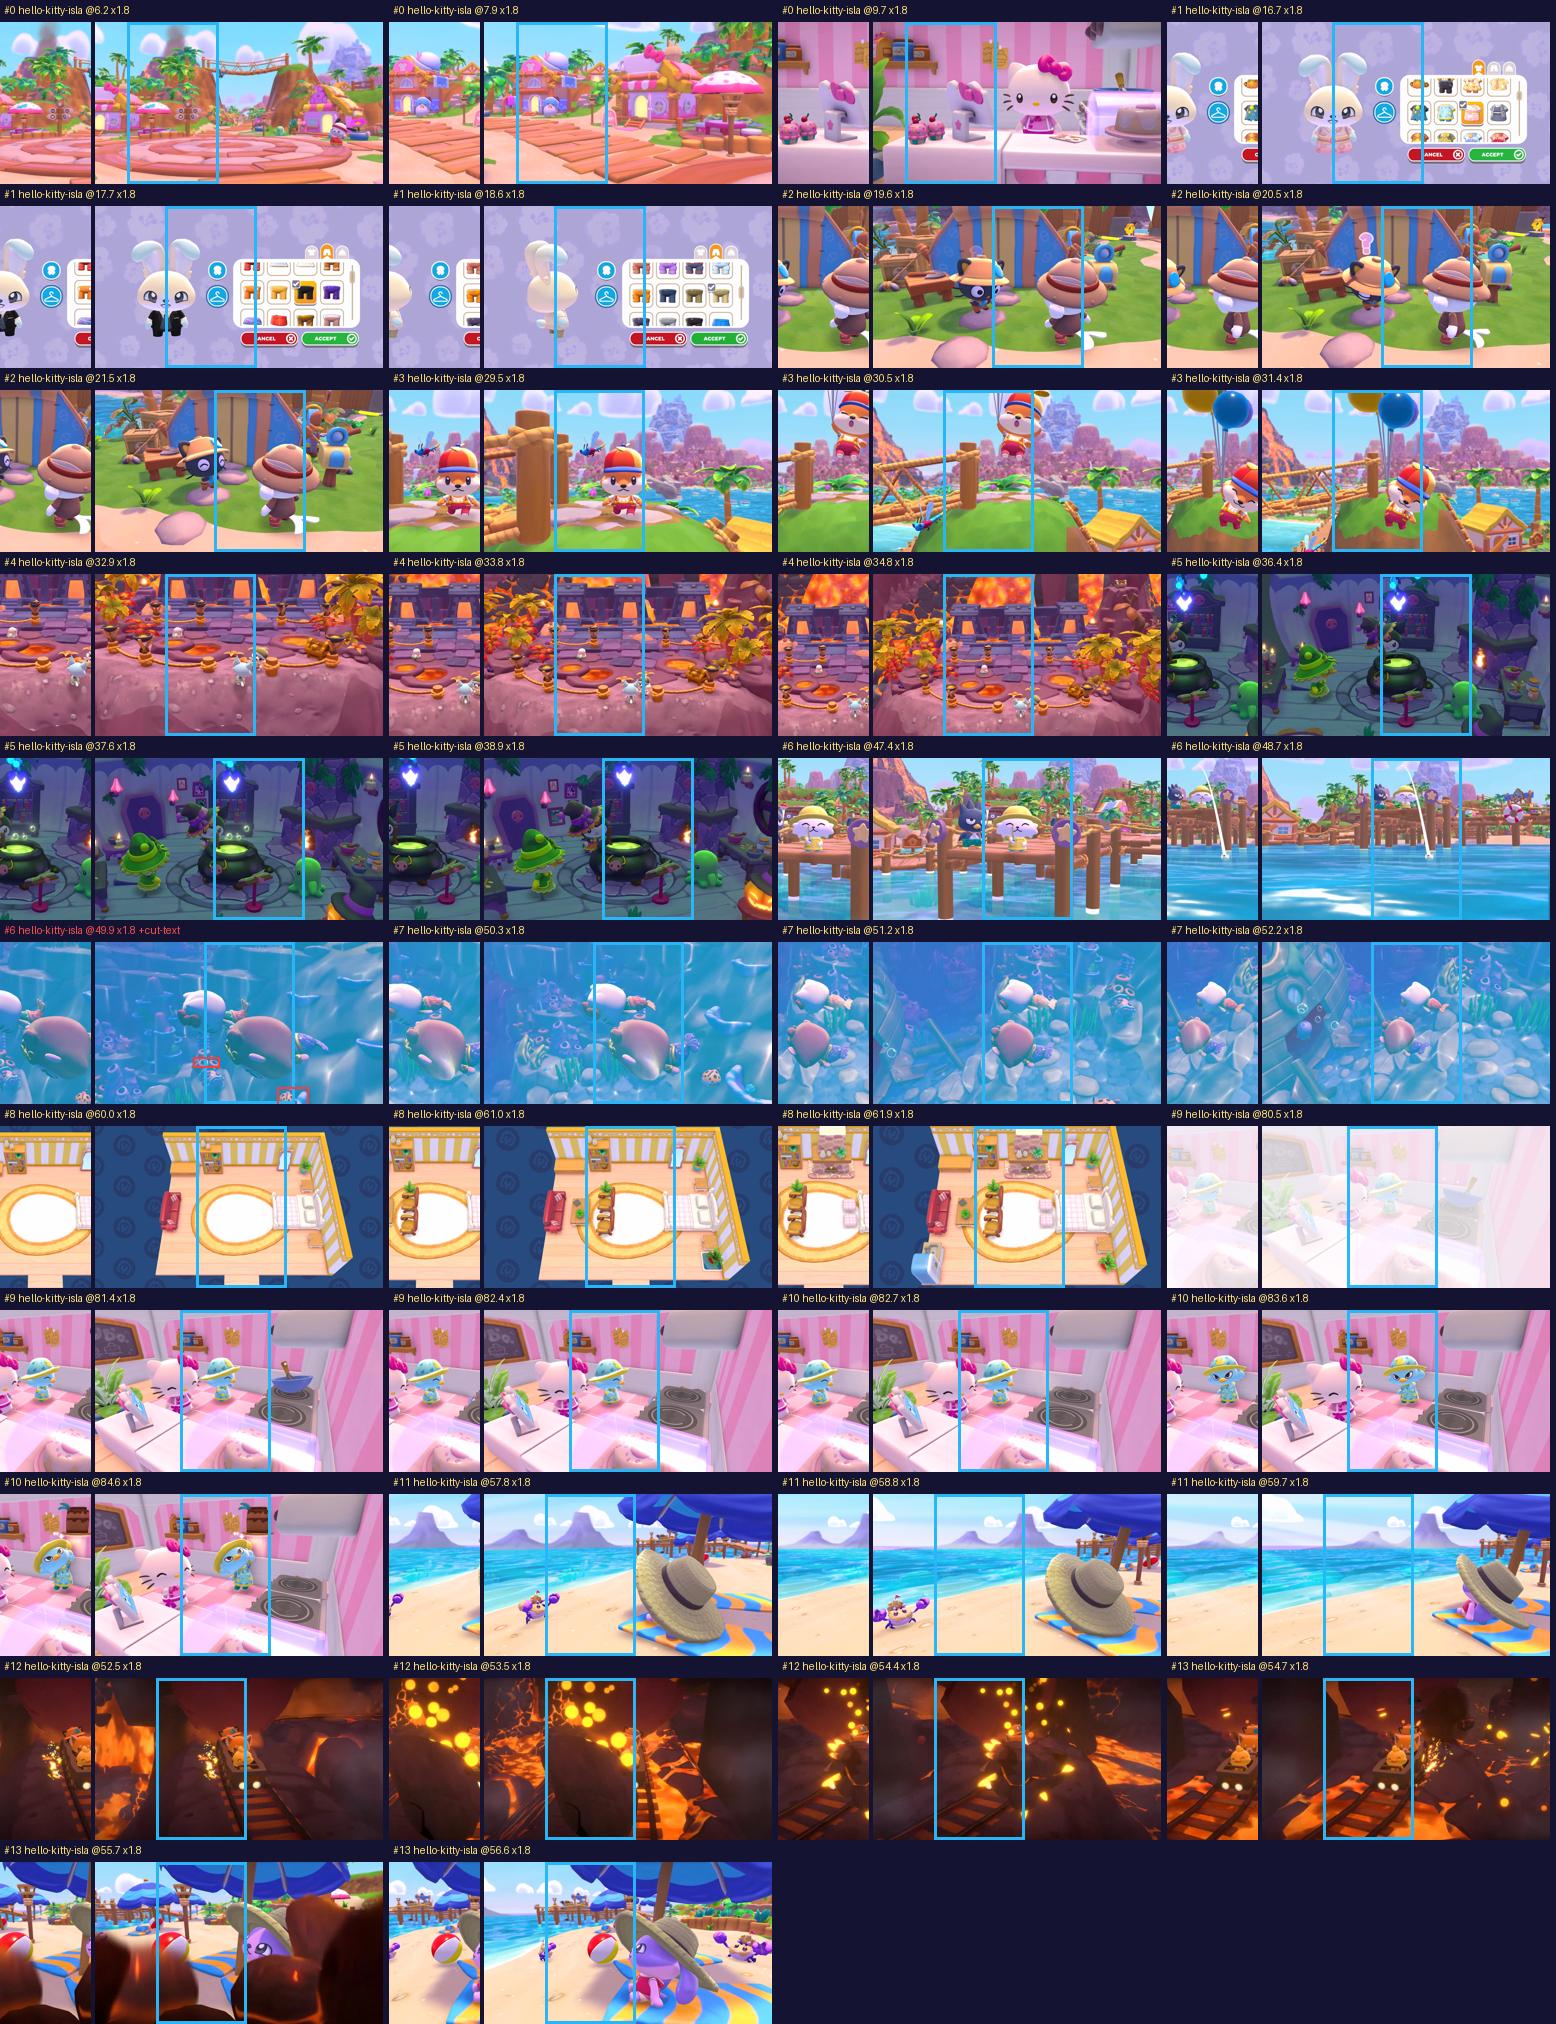 #0 hello-kitty-isla @6.2 x1.8
#0 hello-kitty-isla @7.9 x1.8
#0 hello-kitty-isla @9.7 x1.8
#1 hello-kitty-isla @16.7 x1.8
ANCEL
ACCEPT
C
#1 hello-kitty-isla @17.7 x1.8
#1 hello-kitty-isla @18.6 x1.8
#2 hello-kitty-isla @19.6 x1.8
#2 hello-kitty-isla @20.5 x1.8
C
ANCEL
ACCEPT
C
ANCEL
ACCEPT
#2 hello-kitty-isla @21.5 x1.8
#3 hello-kitty-isla @29.5 x1.8
#3 hello-kitty-isla @30.5 x1.8
#3 hello-kitty-isla @31.4 x1.8
#4 hello-kitty-isla @32.9 x1.8
#4 hello-kitty-isla @33.8 x1.8
#4 hello-kitty-isla @34.8 x1.8
#5 hello-kitty-isla @36.4 x1.8
#5 hello-kitty-isla @37.6 x1.8
#5 hello-kitty-isla @38.9 x1.8
#6 hello-kitty-isla @47.4 x1.8
#6 hello-kitty-isla @48.7 x1.8
#6 hello-kitty-isla @49.9 x1.8 +cut-text
#7 hello-kitty-isla @50.3 x1.8
#7 hello-kitty-isla @51.2 x1.8
#7 hello-kitty-isla @52.2 x1.8
#8 hello-kitty-isla @60.0 x1.8
#8 hello-kitty-isla @61.0 x1.8
#8 hello-kitty-isla @61.9 x1.8
#9 hello-kitty-isla @80.5 x1.8
#9 hello-kitty-isla @81.4 x1.8
#9 hello-kitty-isla @82.4 x1.8
#10 hello-kitty-isla @82.7 x1.8
#10 hello-kitty-isla @83.6 x1.8
#10 hello-kitty-isla @84.6 x1.8
#11 hello-kitty-isla @57.8 x1.8
#11 hello-kitty-isla @58.8 x1.8
#11 hello-kitty-isla @59.7 x1.8
#12 hello-kitty-isla @52.5 x1.8
#12 hello-kitty-isla @53.5 x1.8
#12 hello-kitty-isla @54.4 x1.8
#13 hello-kitty-isla @54.7 x1.8
#13 hello-kitty-isla @55.7 x1.8
#13 hello-kitty-isla @56.6 x1.8